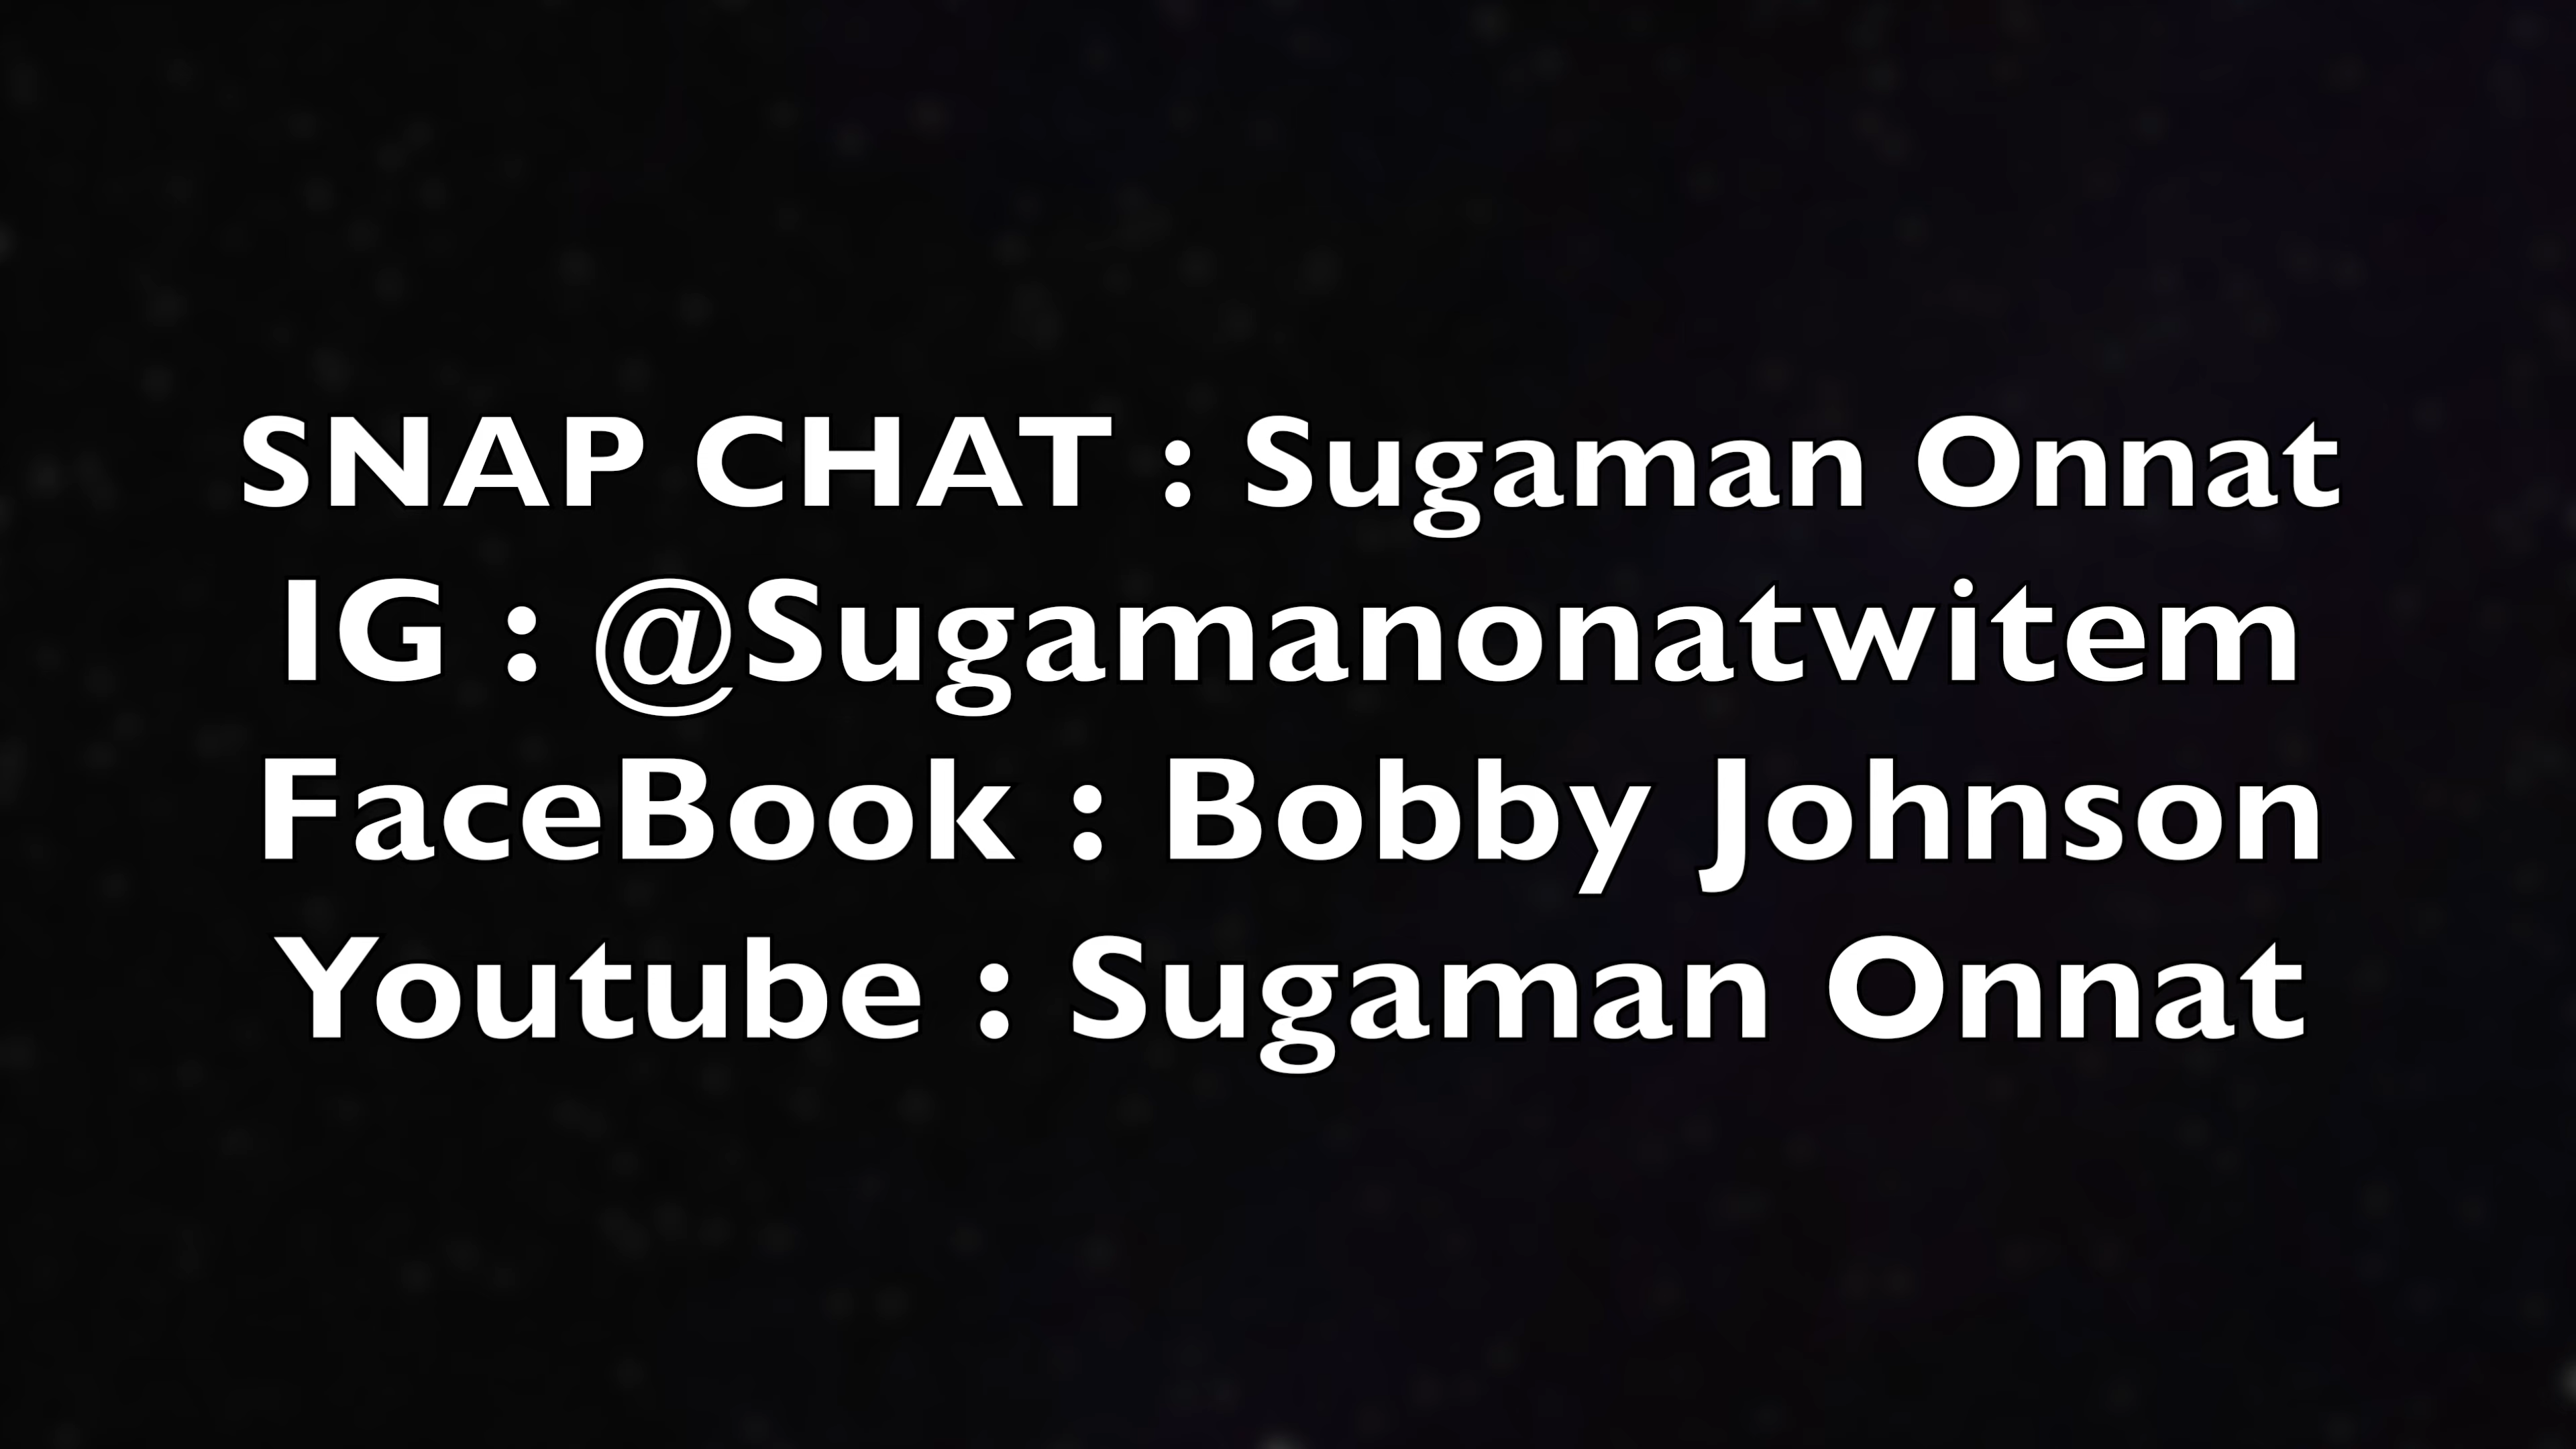 SNAP CHAT : Sugaman Onnat
IG : @Sugamanonatwitem
FaceBook : Bobby Johnson
Youtube : Sugaman Onnat